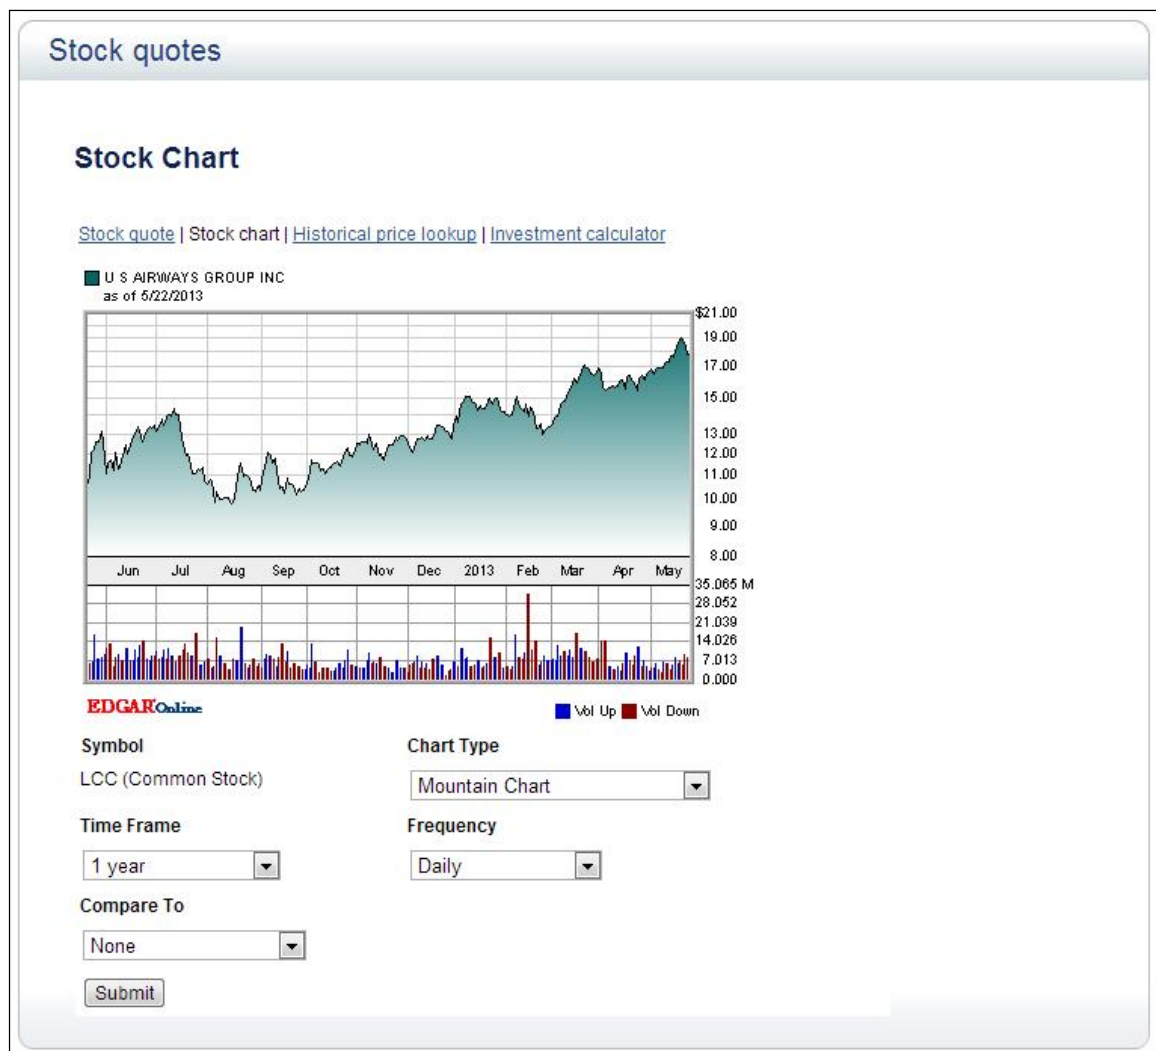 Stock quotes
Stock Chart
Stock quote | Stock chart | Historical price lookup | Investment calculator
U S AIRWAYS GROUP INC
as of 5/22/2013
$21.00
19.00
17.00
15.00
13.00
12.00
11.00
10.00
9.00
8.00
Jun Jul Aug Sep Oct Nov Dec 2013 Feb Mar Apr May
35.065 M
28.052
21.039
14.026
7.013
0.000
EDGAROnline
Vol Up Vol Down
Symbol Chart Type
LCC (Common Stock) Mountain Chart
Time Frame Frequency
1 year Daily
Compare To
None
Submit